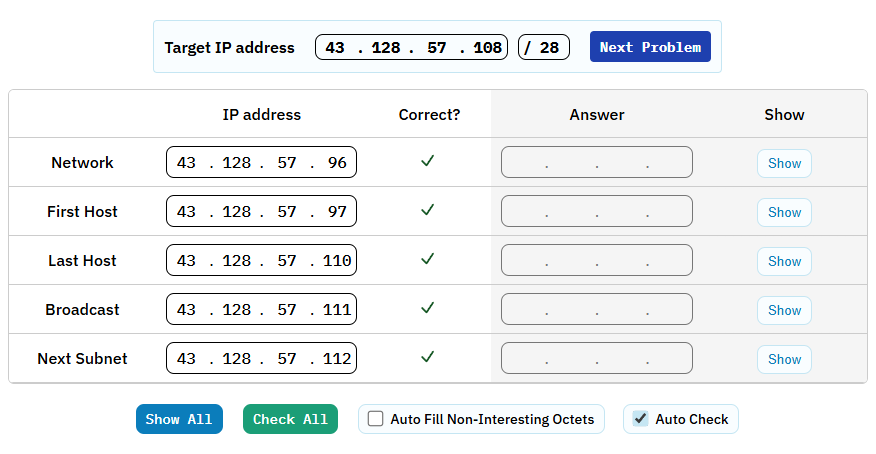 Target IP address 43 . 128 . 57 . 108 / 28 Next Problem
IP address Correct? Answer Show
Network 43 . 128 . 57 . 96 ✓ . . . Show
First Host 43 . 128 . 57 . 97 ✓ . . . Show
Last Host 43 . 128 . 57 . 110 ✓ . . . Show
Broadcast 43 . 128 . 57 . 111 ✓ . . . Show
Next Subnet 43 . 128 . 57 . 112 ✓ . . . Show
Show All Check All Auto Fill Non-Interesting Octets Auto Check